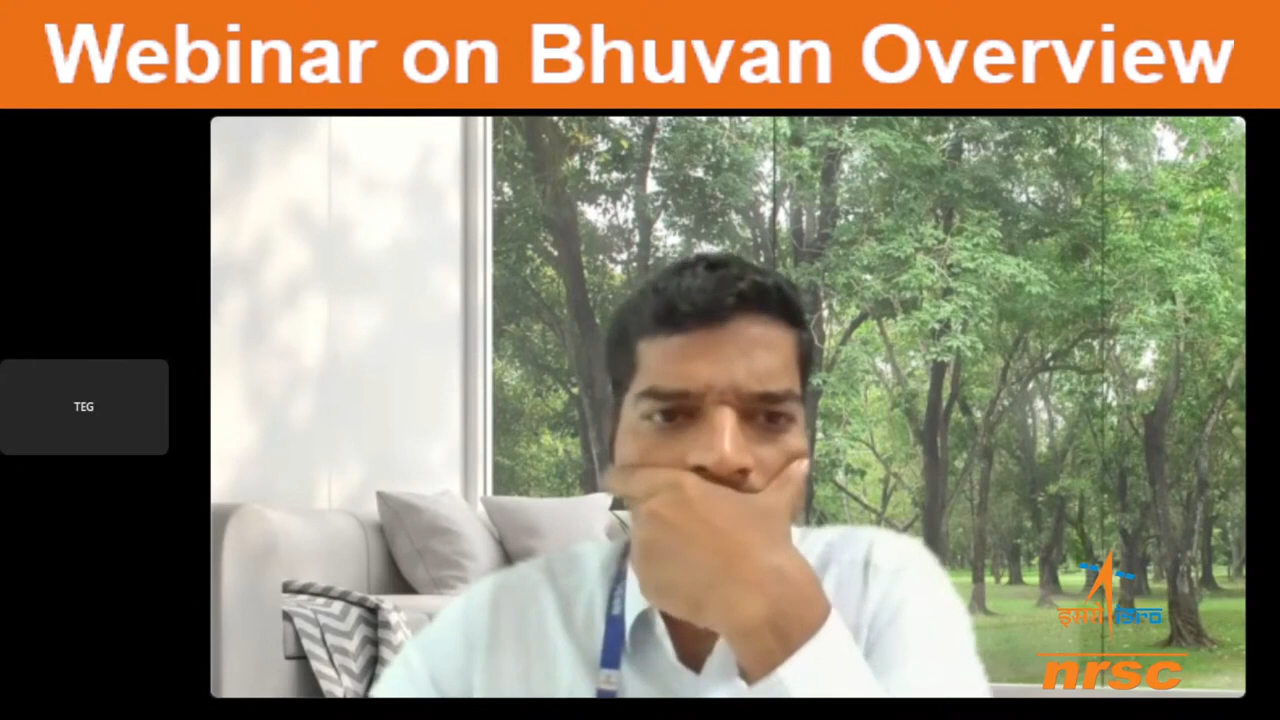 Webinar on Bhuvan Overview
TEG
इसरो isro
nrsc